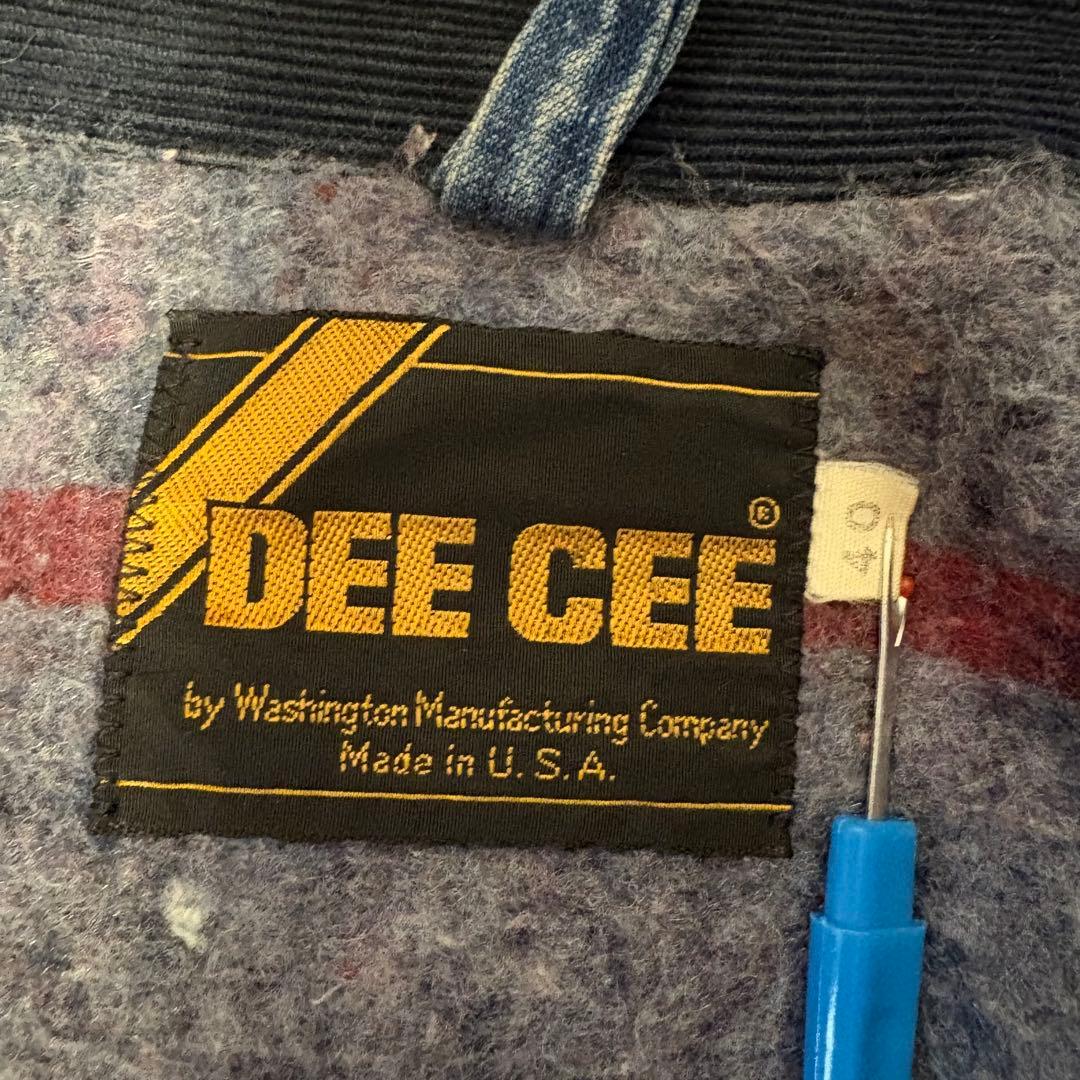 DEE CEE®
by Washington Manufacturing Company
Made in U.S.A.
40